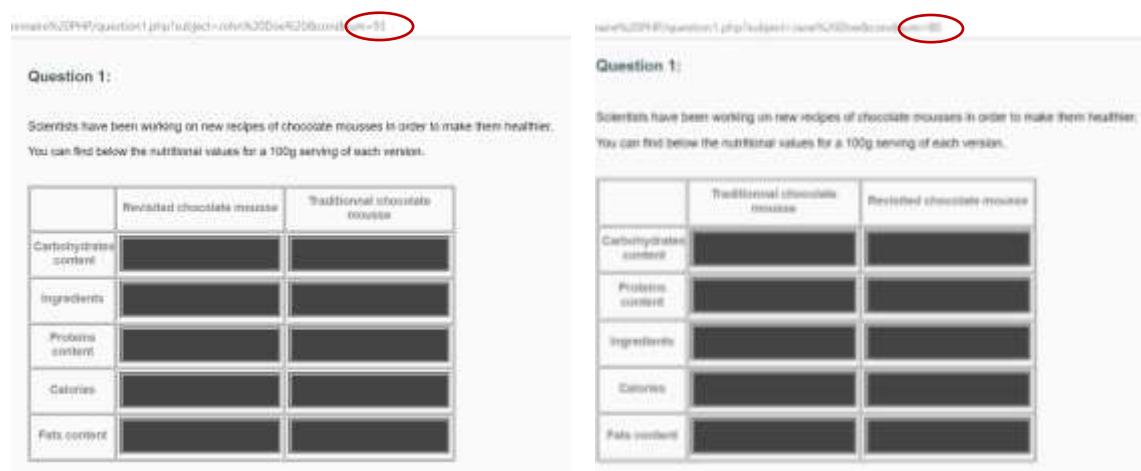 Question 1:
Scientists have been working on new recipes of chocolate mousses in order to make them healthier.
You can find below the nutritional values for a 100g serving of each version.
Revisited chocolate mousse
Traditionnal chocolate
mousse
Carbohydrates
content
Ingredients
Proteins
content
Calories
Fats content
Question 1:
Scientists have been working on new recipes of chocolate mousses in order to make them healthier.
You can find below the nutritional values for a 100g serving of each version.
Traditionnal chocolate
mousse
Revisited chocolate mousse
Carbohydrates
content
Proteins
content
Ingredients
Calories
Fats content